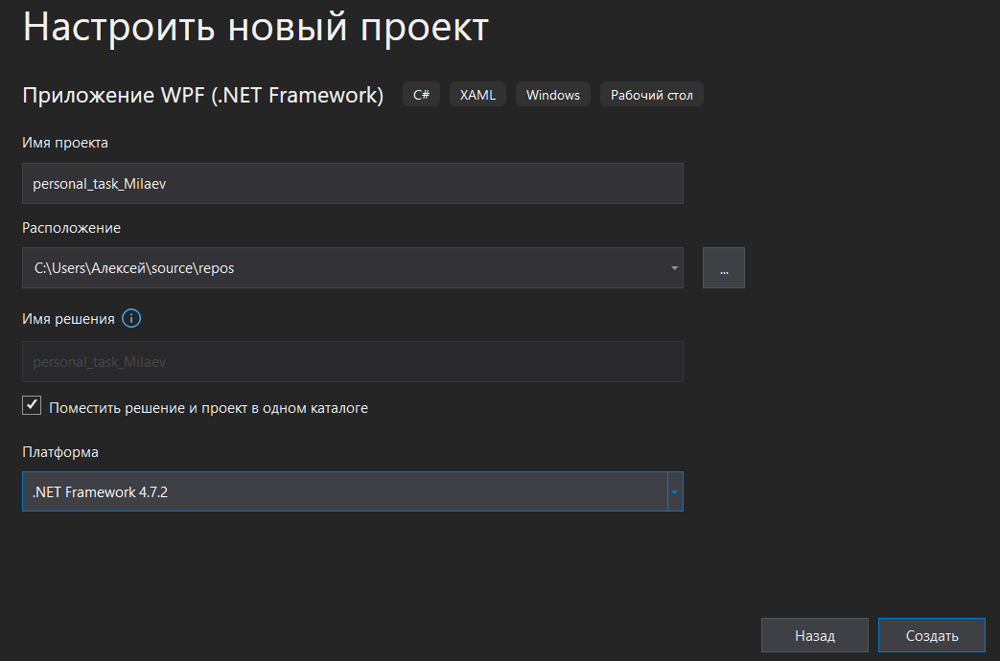 Настроить новый проект
Приложение WPF (.NET Framework) C# XAML Windows Рабочий стол
Имя проекта
personal_task_Milaev
Расположение
C:\Users\Алексей\source\repos
...
Имя решения
personal_task_Milaev
Поместить решение и проект в одном каталоге
Платформа
.NET Framework 4.7.2
Назад Создать